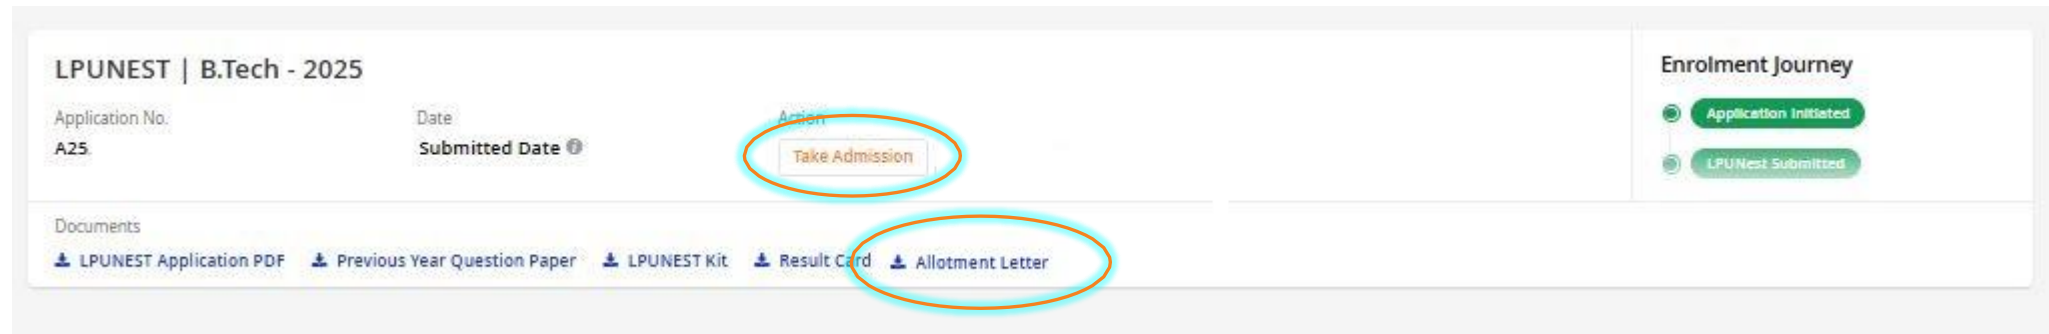 LPUNEST | B.Tech - 2025
Application No.
A25
Date
Submitted Date
Action
Take Admission
Documents
LPUNEST Application PDF Previous Year Question Paper LPUNEST Kit Result Card Allotment Letter
Enrolment Journey
Application Initiated
LPUNest Submitted